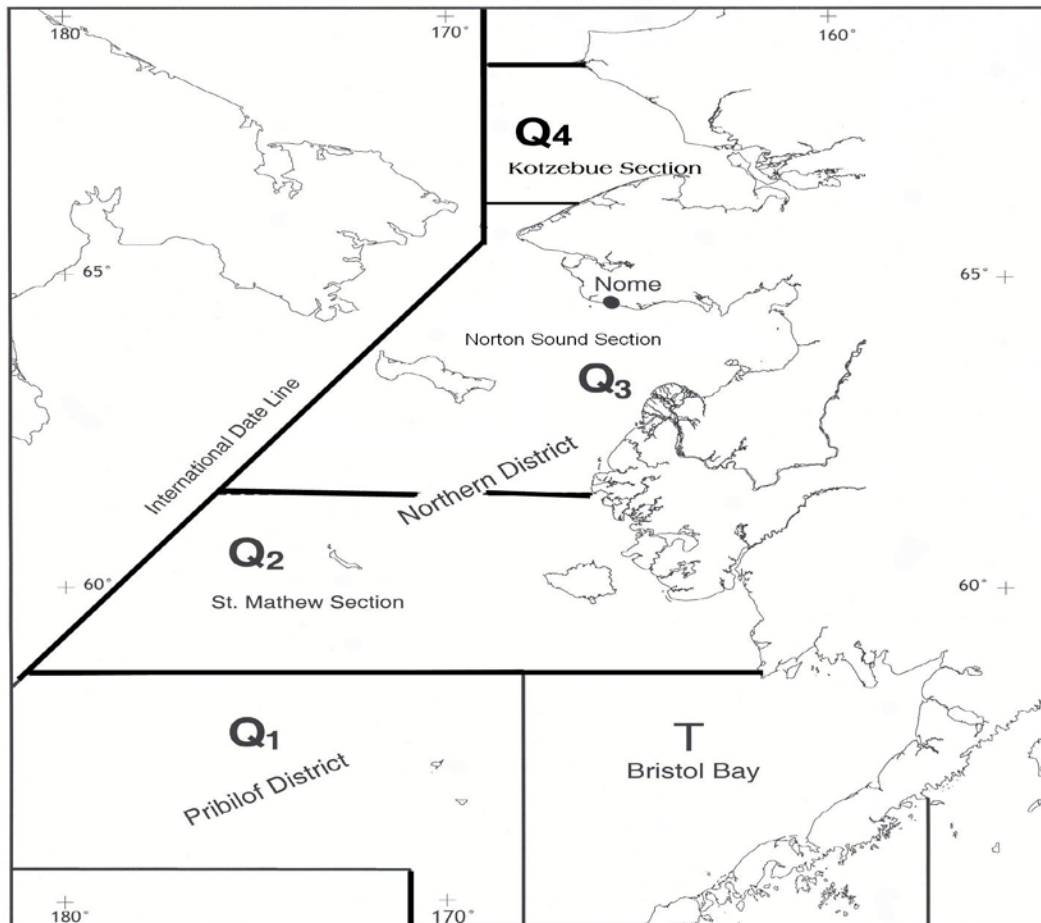 180°
170°
160°
Q4
Kotzebue Section
65°
65°
Nome
Norton Sound Section
Q3
International Date Line
Northern District
Q2
St. Mathew Section
60°
60°
Q1
Pribilof District
T
Bristol Bay
180°
170°